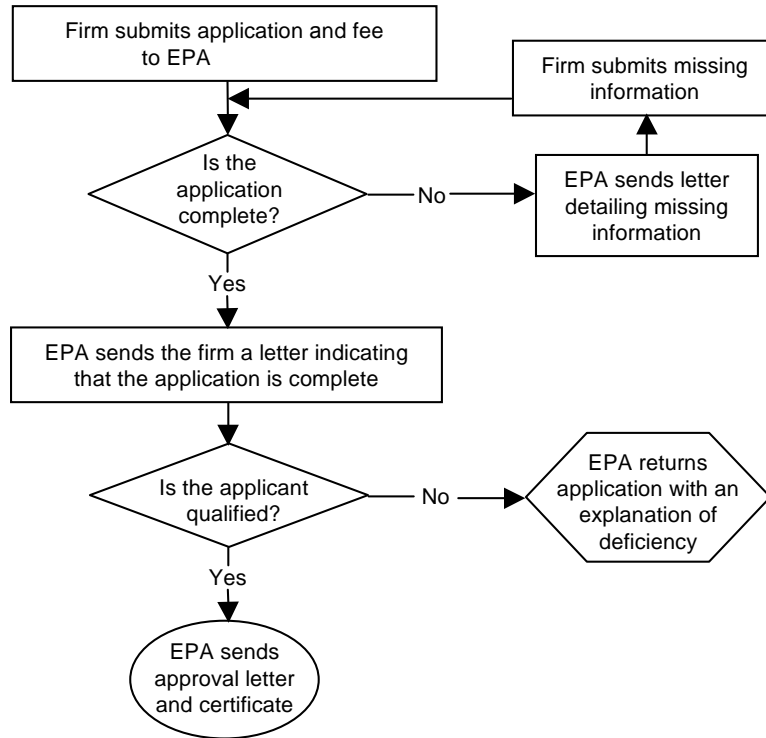 Firm submits application and fee
to EPA
Firm submits missing
information
Is the
application
complete?
No
EPA sends letter
detailing missing
information
Yes
EPA sends the firm a letter indicating
that the application is complete
Is the applicant
qualified?
No
EPA returns
application with an
explanation of
deficiency
Yes
EPA sends
approval letter
and certificate